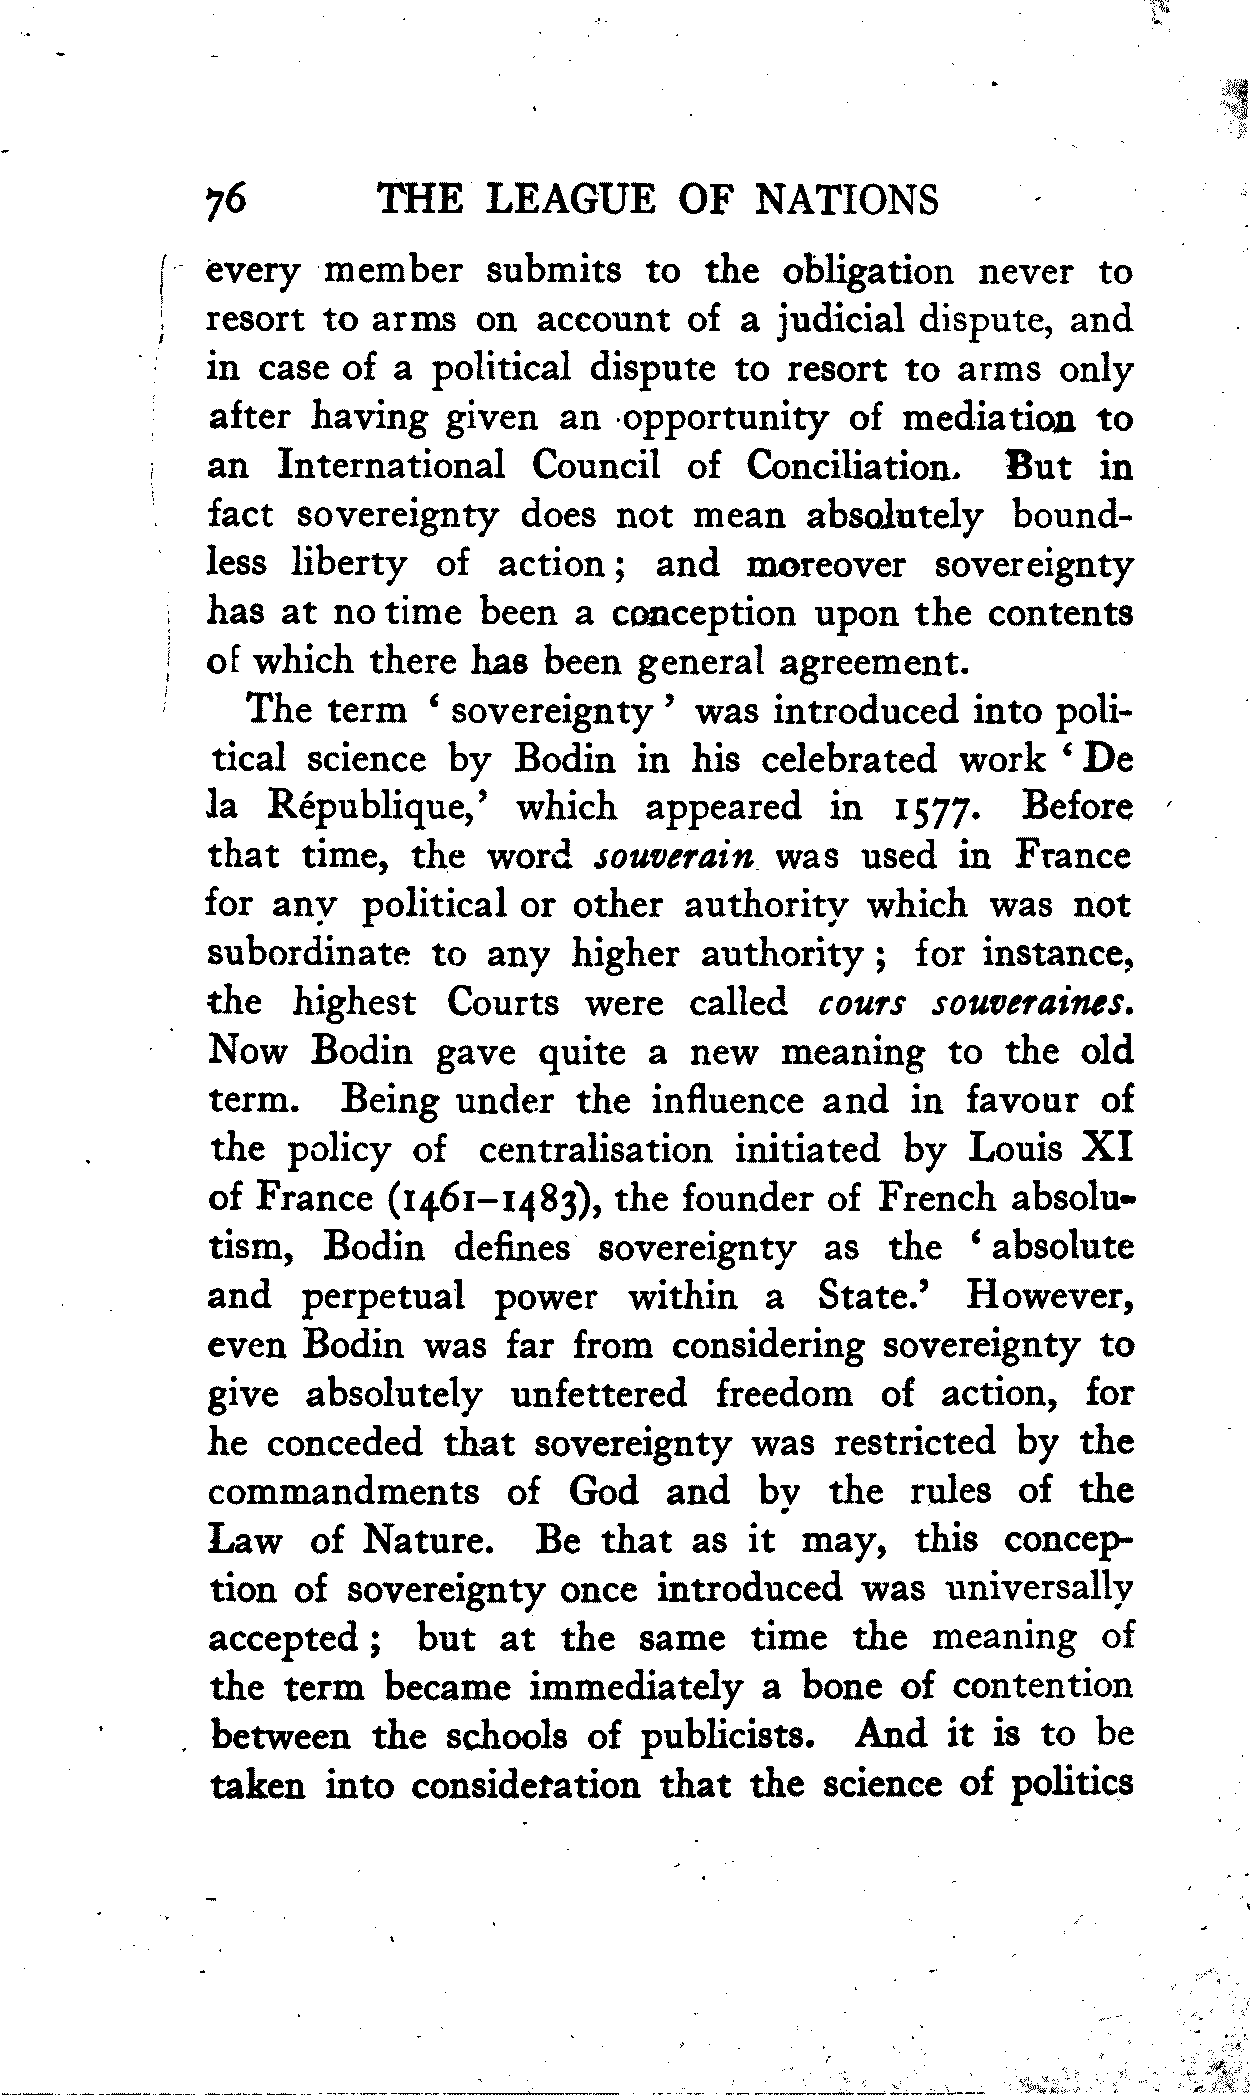 76 THE LEAGUE OF NATIONS
every member submits to the obligation never to
resort to arms on account of a judicial dispute, and
in case of a political dispute to resort to arms only
after having given an opportunity of mediation to
an International Council of Conciliation. But in
fact sovereignty does not mean absolutely bound-
less liberty of action ; and moreover sovereignty
has at no time been a conception upon the contents
of which there has been general agreement.
The term ‘ sovereignty ’ was introduced into poli-
tical science by Bodin in his celebrated work ‘ De
la République,’ which appeared in 1577. Before
that time, the word souverain was used in France
for any political or other authority which was not
subordinate to any higher authority ; for instance,
the highest Courts were called cours souveraines.
Now Bodin gave quite a new meaning to the old
term. Being under the influence and in favour of
the policy of centralisation initiated by Louis XI
of France (1461–1483), the founder of French absolu-
tism, Bodin defines sovereignty as the ‘ absolute
and perpetual power within a State.’ However,
even Bodin was far from considering sovereignty to
give absolutely unfettered freedom of action, for
he conceded that sovereignty was restricted by the
commandments of God and by the rules of the
Law of Nature. Be that as it may, this concep-
tion of sovereignty once introduced was universally
accepted ; but at the same time the meaning of
the term became immediately a bone of contention
between the schools of publicists. And it is to be
taken into consideration that the science of politics